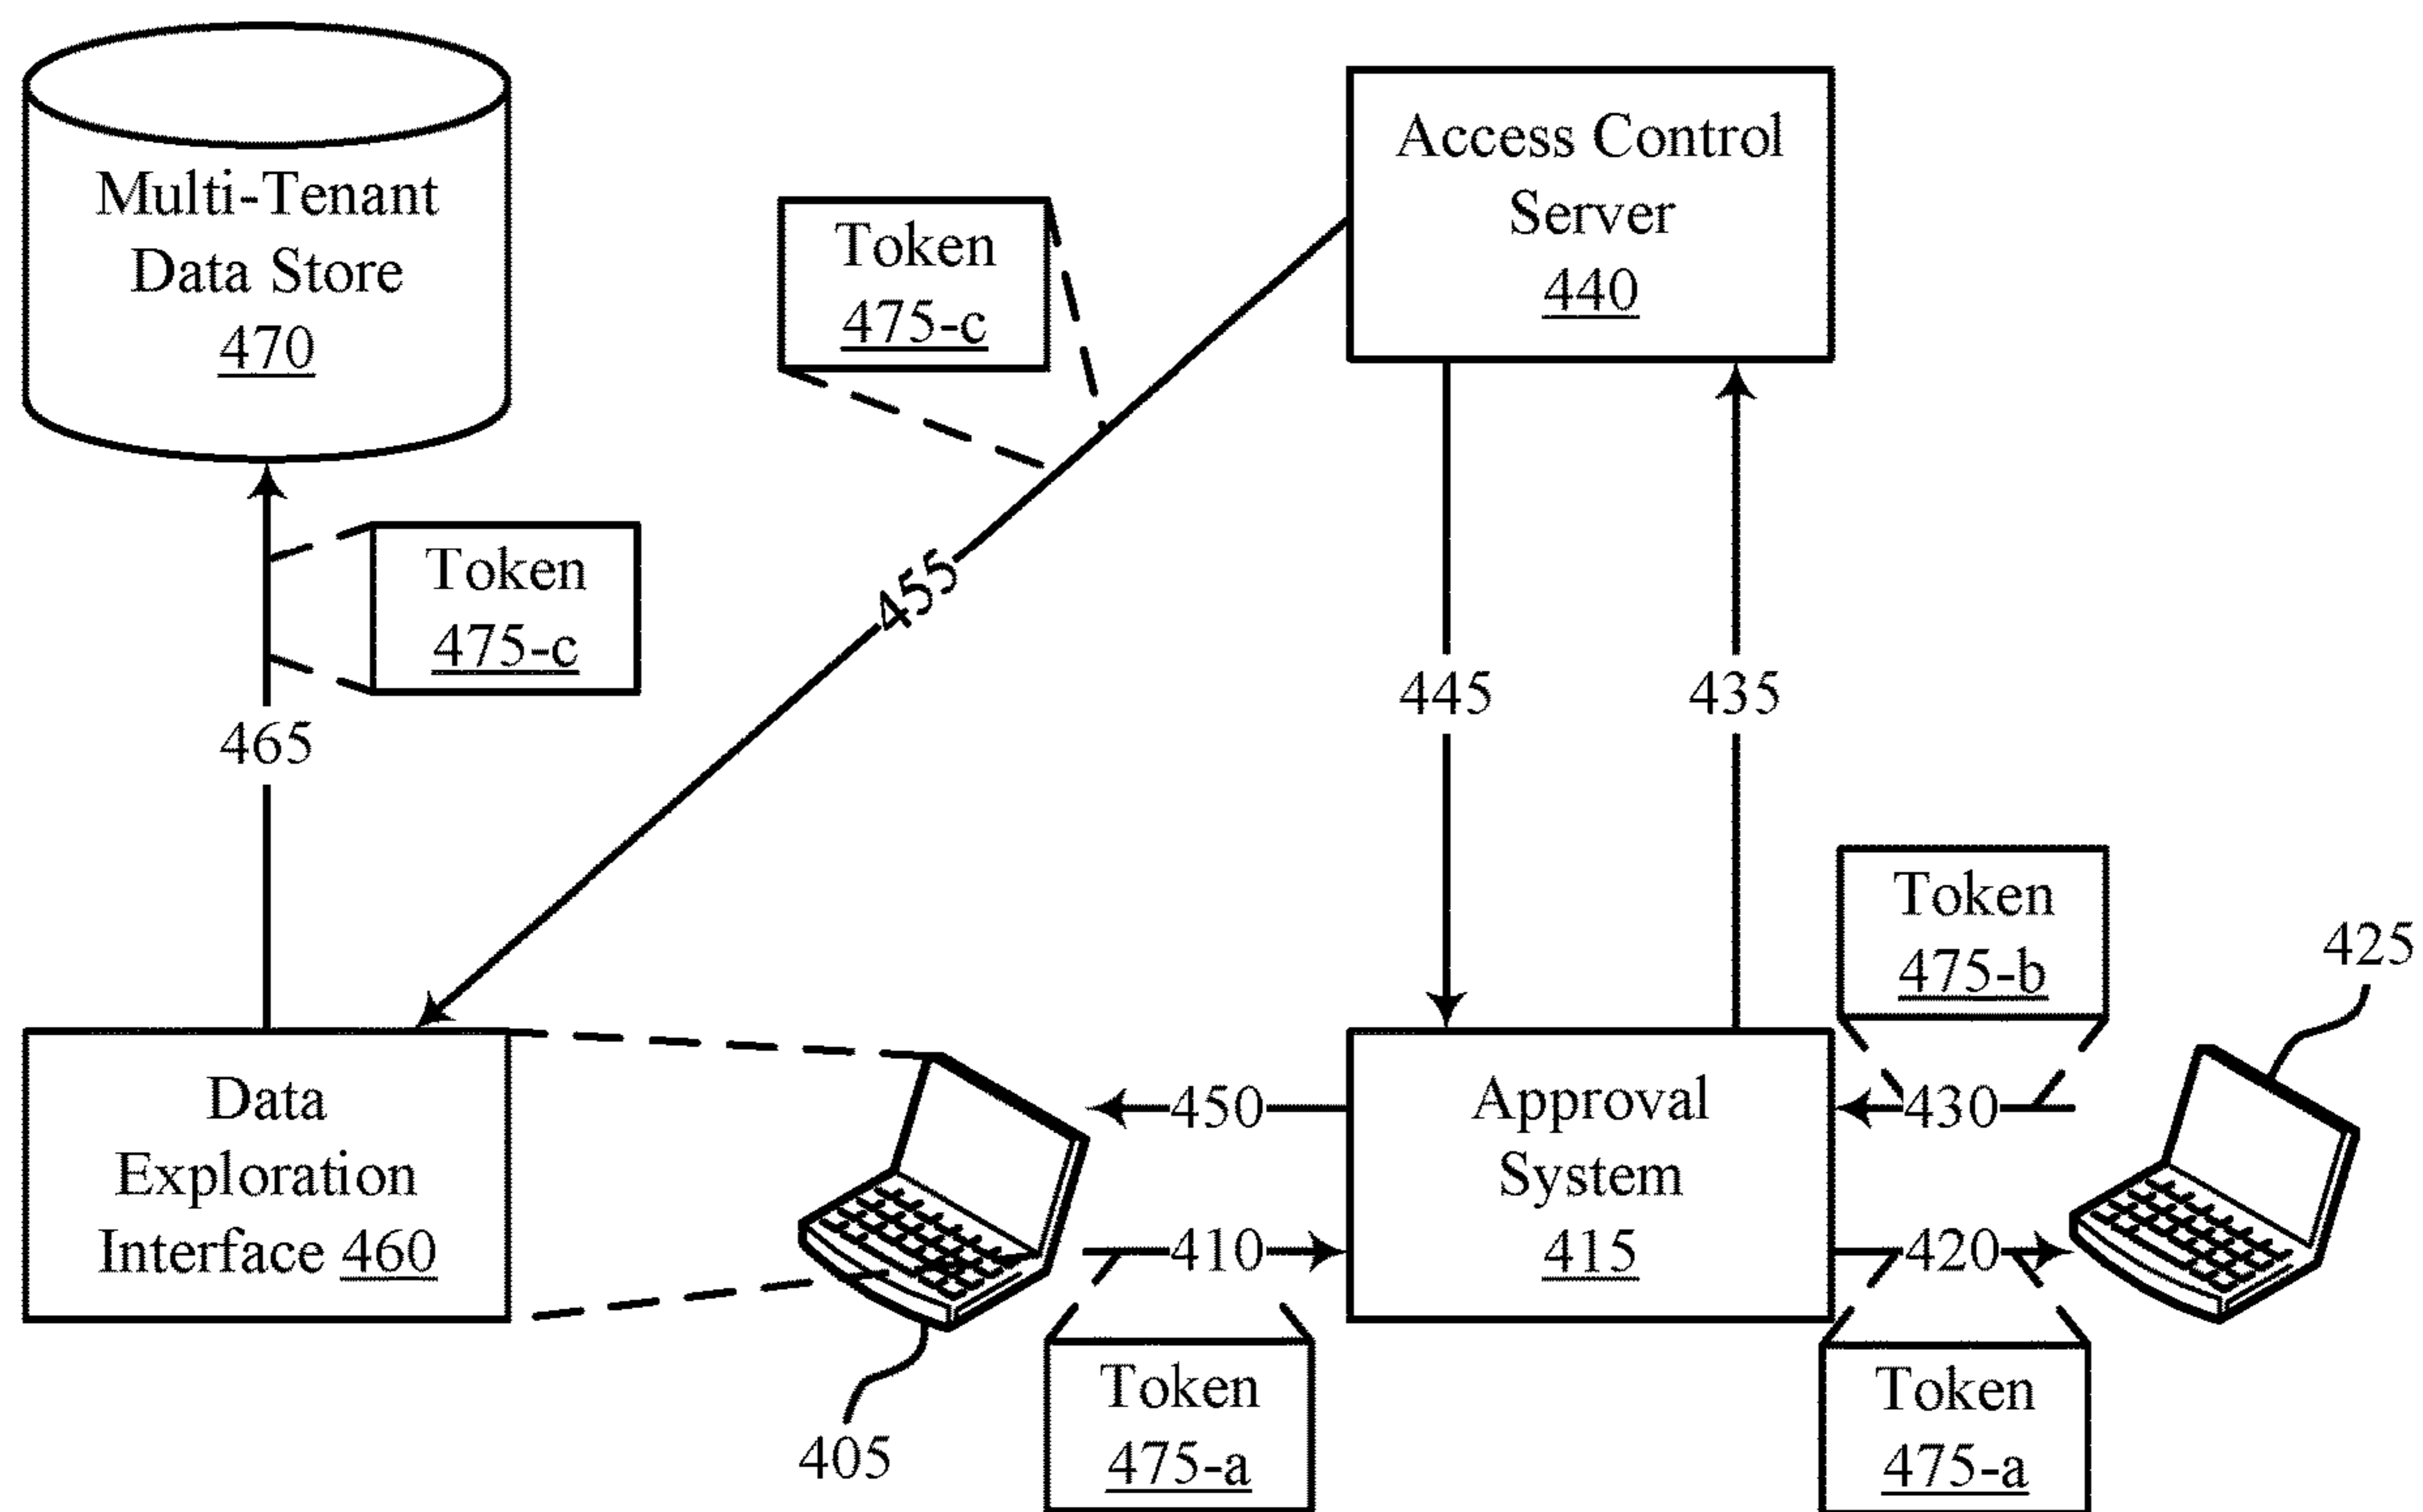 Multi-Tenant
Data Store
470
Access Control
Server
440
Token
475-c
Token
475-c
455
465
445
435
Token
475-b
425
Data
Exploration
Interface 460
450
410
Approval
System
415
430
420
405
Token
475-a
Token
475-a